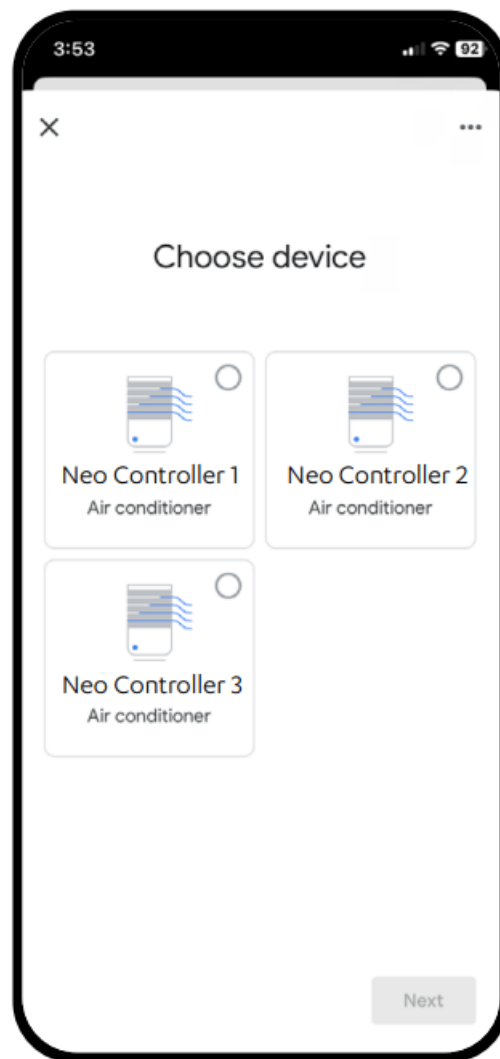 3:53
92
Choose device
Neo Controller 1
Air conditioner
Neo Controller 2
Air conditioner
Neo Controller 3
Air conditioner
Next